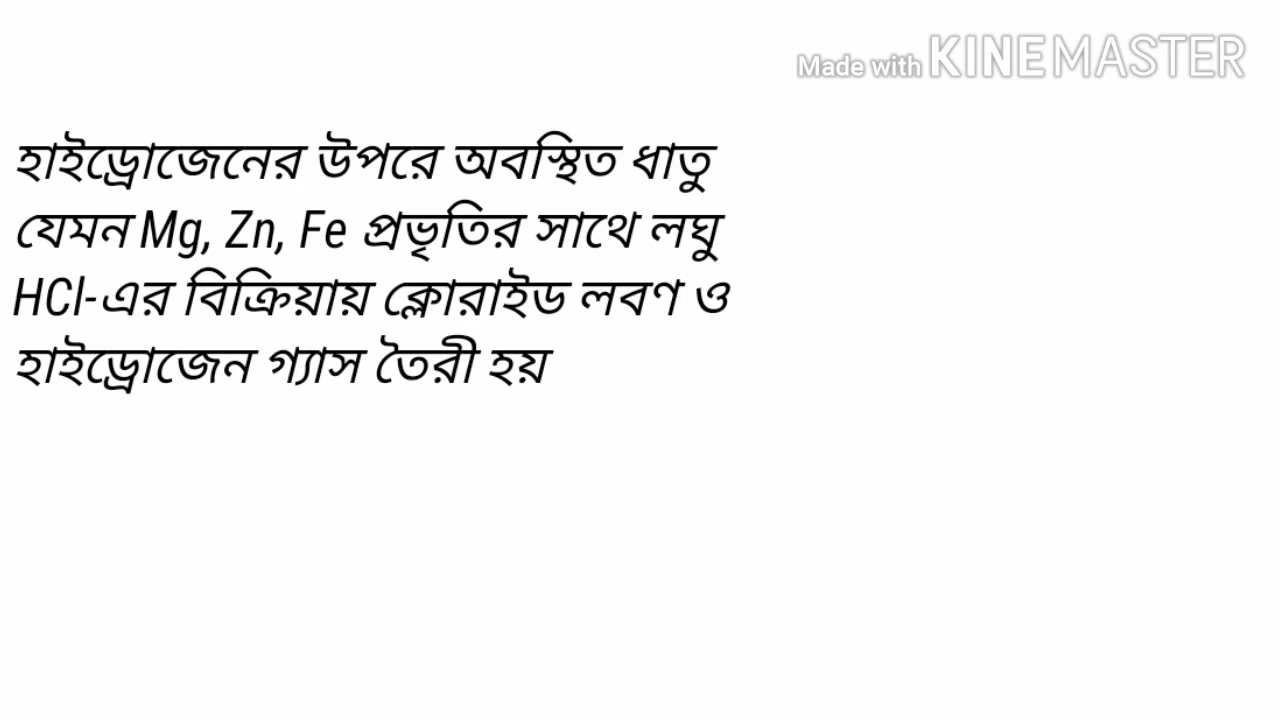 Made with KINEMASTER
হাইড্রোজেনের উপরে অবস্থিত ধাতু
যেমন Mg, Zn, Fe প্রভৃতির সাথে লঘু
HCl-এর বিক্রিয়ায় ক্লোরাইড লবণ ও
হাইড্রোজেন গ্যাস তৈরী হয়